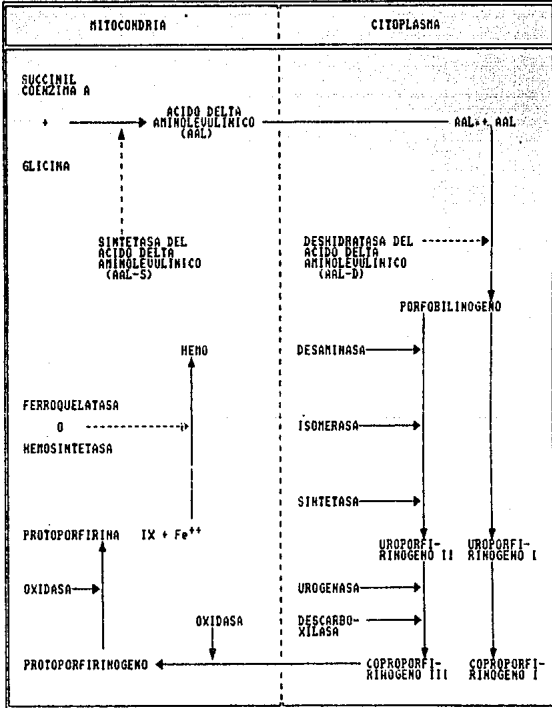 MITOCONDRIA
CITOPLASMA
SUCCINIL
COENZIMA A
+
GLICINA
ACIDO DELTA
AMINOLEVULINICO
(AAL)
AAL + AAL
SINTETASA DEL
ACIDO DELTA
AMINOLEVULINICO
(AAL-S)
DESHIDRATASA DEL
ACIDO DELTA
AMINOLEVULINICO
(AAL-D)
PORFOBILINOGENO
HEMO
DESAMINASA
FERROQUELATASA
O
HEMOSINTETASA
ISOMERASA
SINTETASA
PROTOPORFIRINA IX + Fe++
UROPORFI-
RINOGENO II
UROPORFI-
RINOGENO I
OXIDASA
UROGENASA
OXIDASA
DESCARBO-
XILASA
PROTOPORFIRINOGENO
COPROPORFI-
RINOGENO III
COPROPORFI-
RINOGENO I